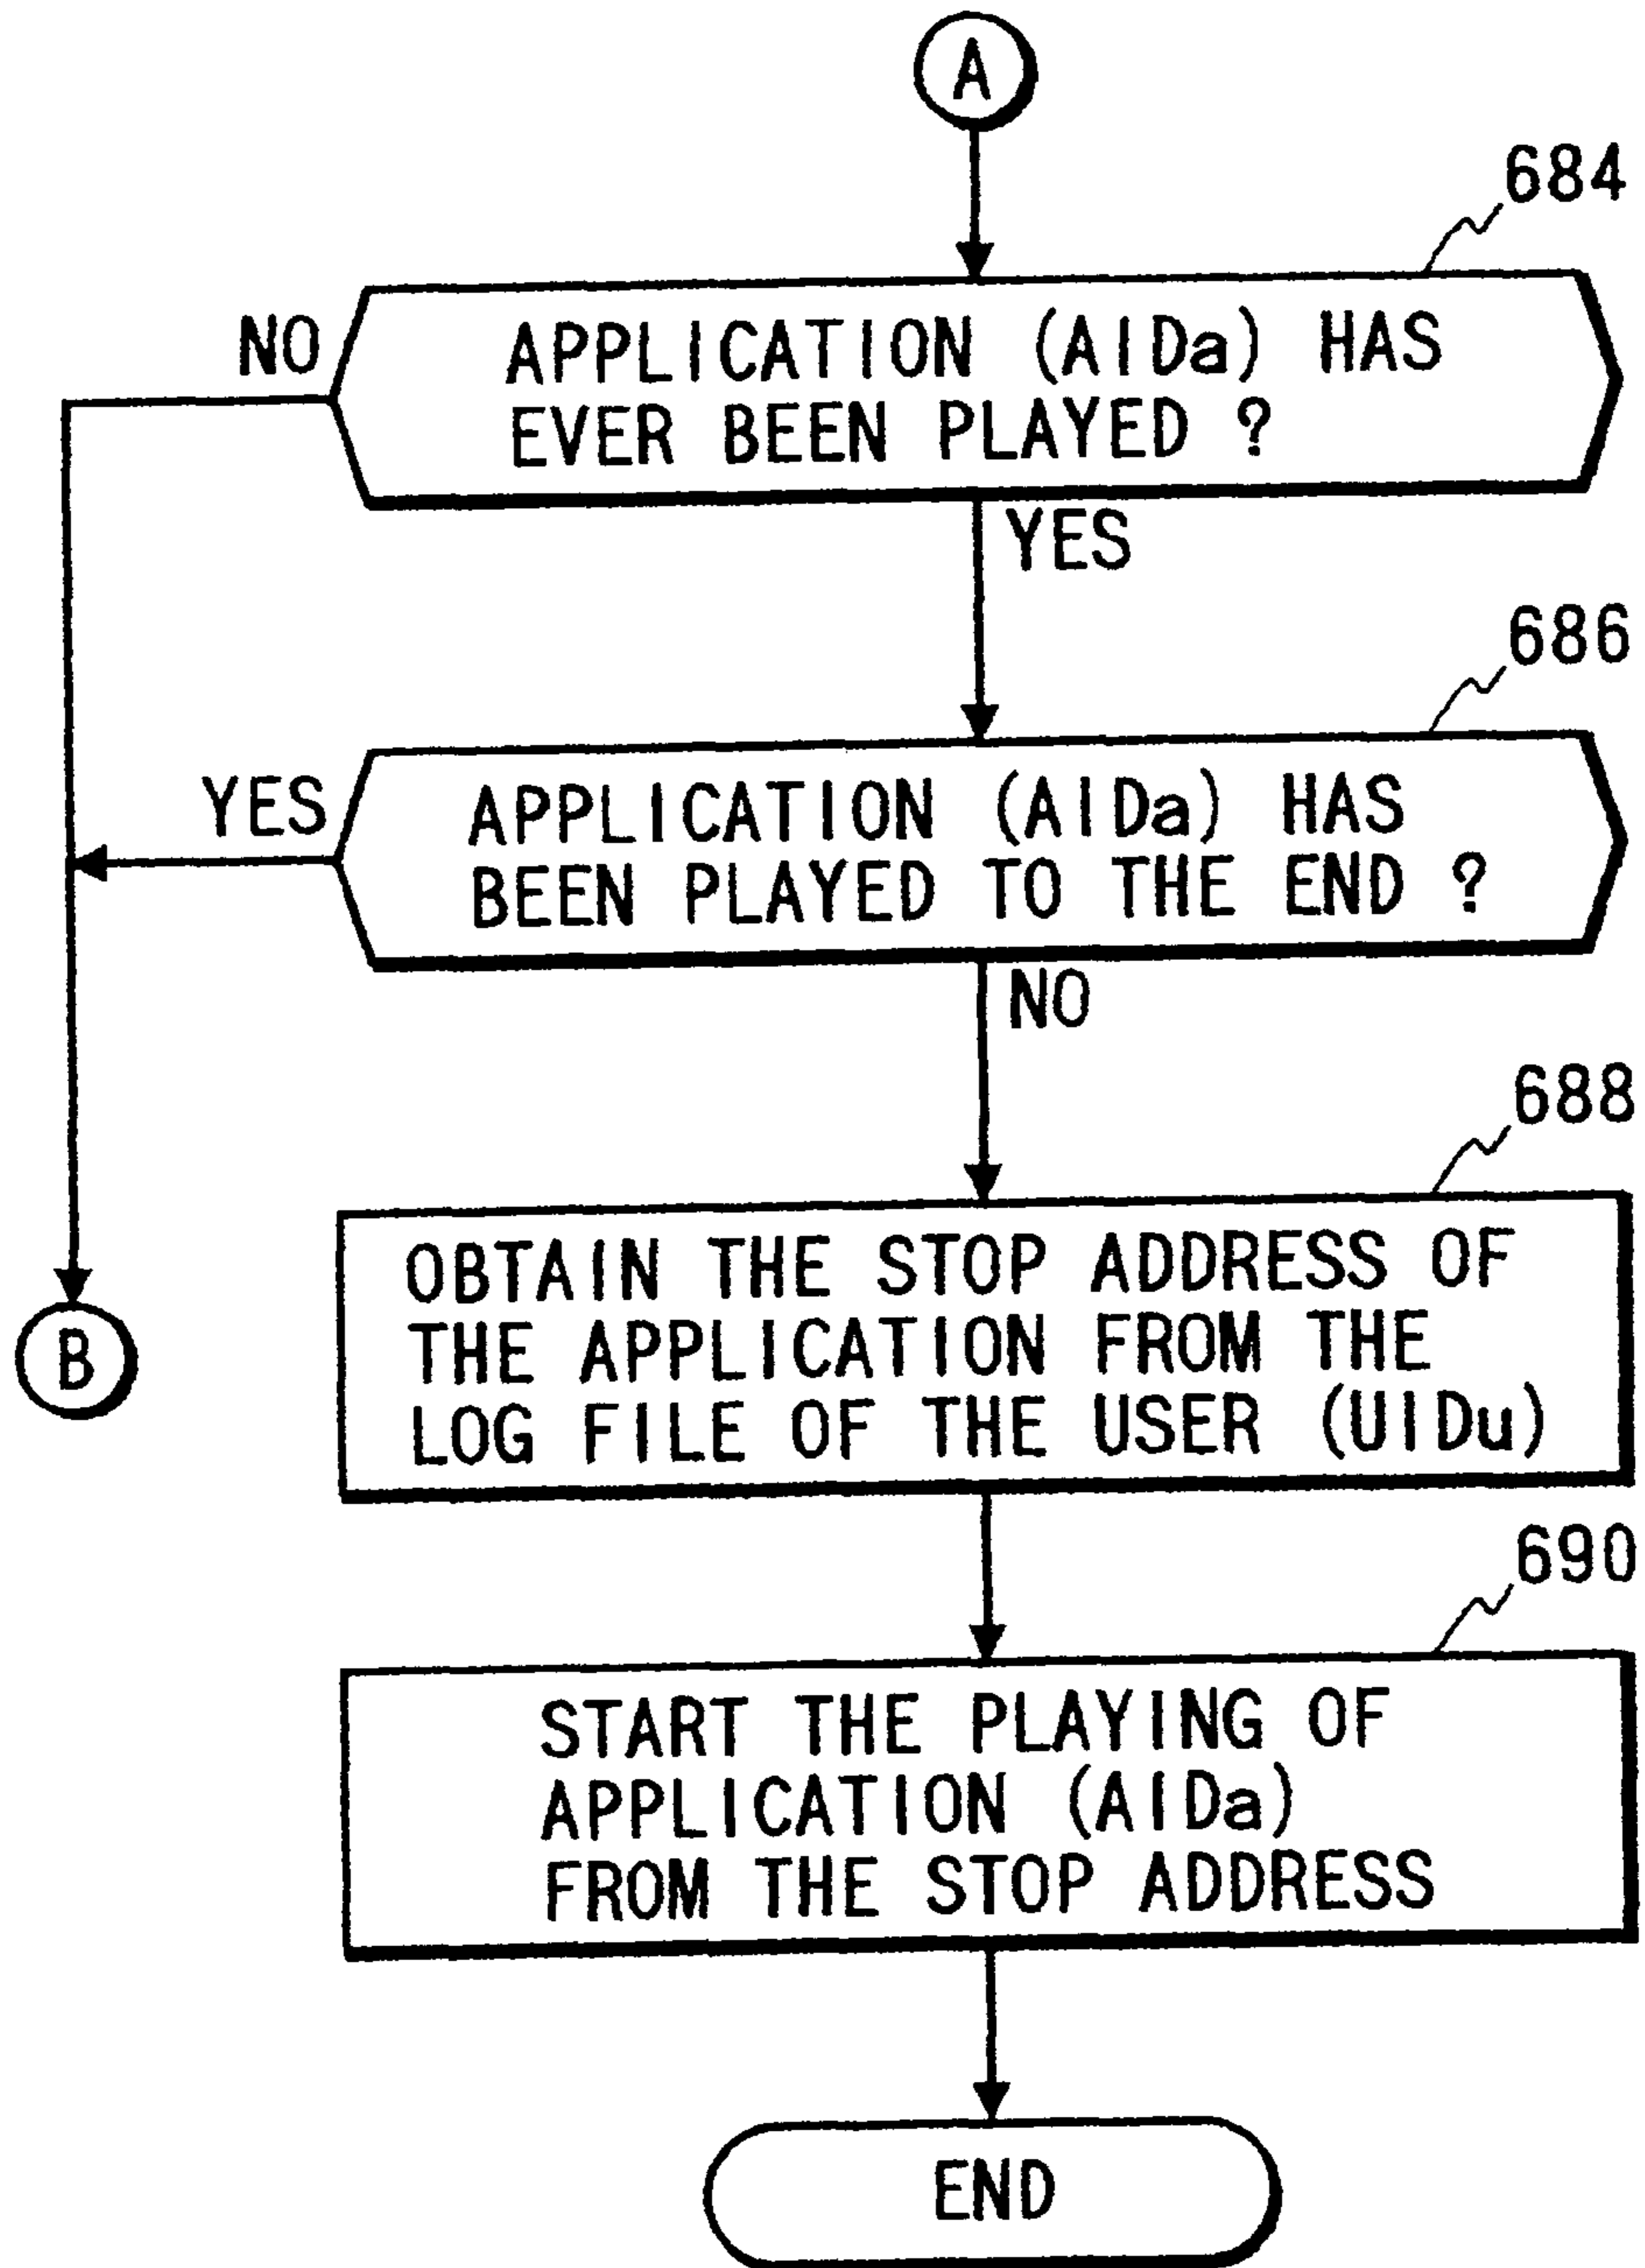 A
684
NO
APPLICATION (AIDa) HAS
EVER BEEN PLAYED ?
YES
686
YES
APPLICATION (AIDa) HAS
BEEN PLAYED TO THE END ?
NO
688
OBTAIN THE STOP ADDRESS OF
THE APPLICATION FROM THE
LOG FILE OF THE USER (UIDu)
B
690
START THE PLAYING OF
APPLICATION (AIDa)
FROM THE STOP ADDRESS
END